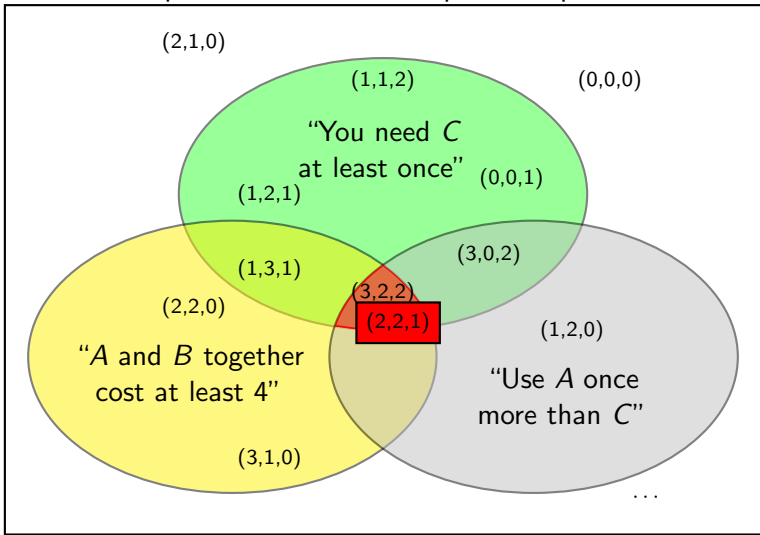 (2,1,0)
(1,1,2)
(0,0,0)
“You need C
at least once”
(0,0,1)
(1,2,1)
(3,0,2)
(1,3,1)
(3,2,2)
(2,2,0)
(2,2,1)
(1,2,0)
“A and B together
cost at least 4”
“Use A once
more than C”
(3,1,0)
...